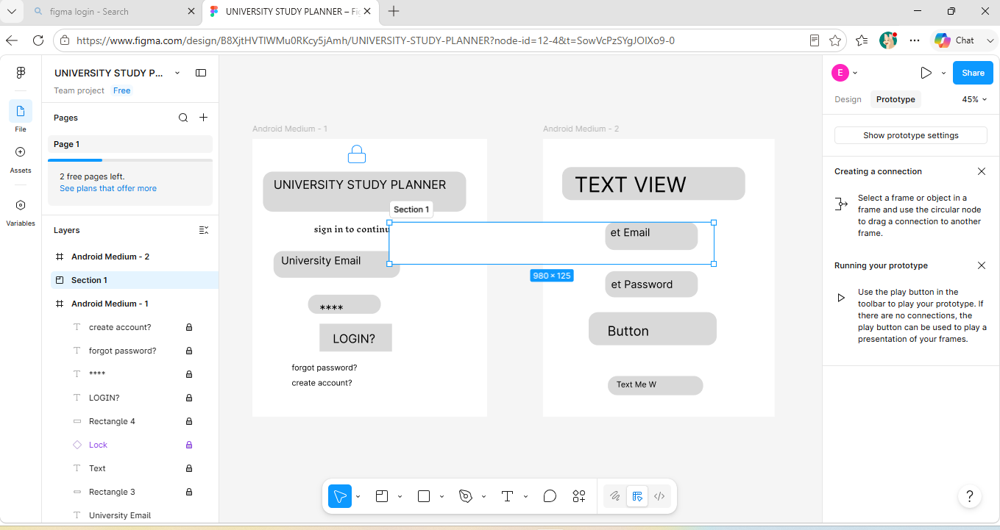 figma login - Search
UNIVERSITY STUDY PLANNER – Fi
https://www.figma.com/design/B8XjtHVTlWMu0RKcy5jAmh/UNIVERSITY-STUDY-PLANNER?node-id=12-4&t=SowVcPzSYgJOlXo9-0
Chat
UNIVERSITY STUDY P...
Team project Free
File
Assets
Variables
Pages
Page 1
2 free pages left.
See plans that offer more
Layers
Android Medium - 2
Section 1
Android Medium - 1
create account?
forgot password?
****
LOGIN?
Rectangle 4
Lock
Text
Rectangle 3
University Email
Android Medium - 1
UNIVERSITY STUDY PLANNER
Section 1
sign in to continu
University Email
****
LOGIN?
forgot password?
create account?
Android Medium - 2
TEXT VIEW
et Email
980 × 125
et Password
Button
Text Me W
E
Share
Design
Prototype
45%
Show prototype settings
Creating a connection
Select a frame or object in a
frame and use the circular node
to drag a connection to another
frame.
Running your prototype
Use the play button in the
toolbar to play your prototype. If
there are no connections, the
play button can be used to play a
presentation of your frames.
?